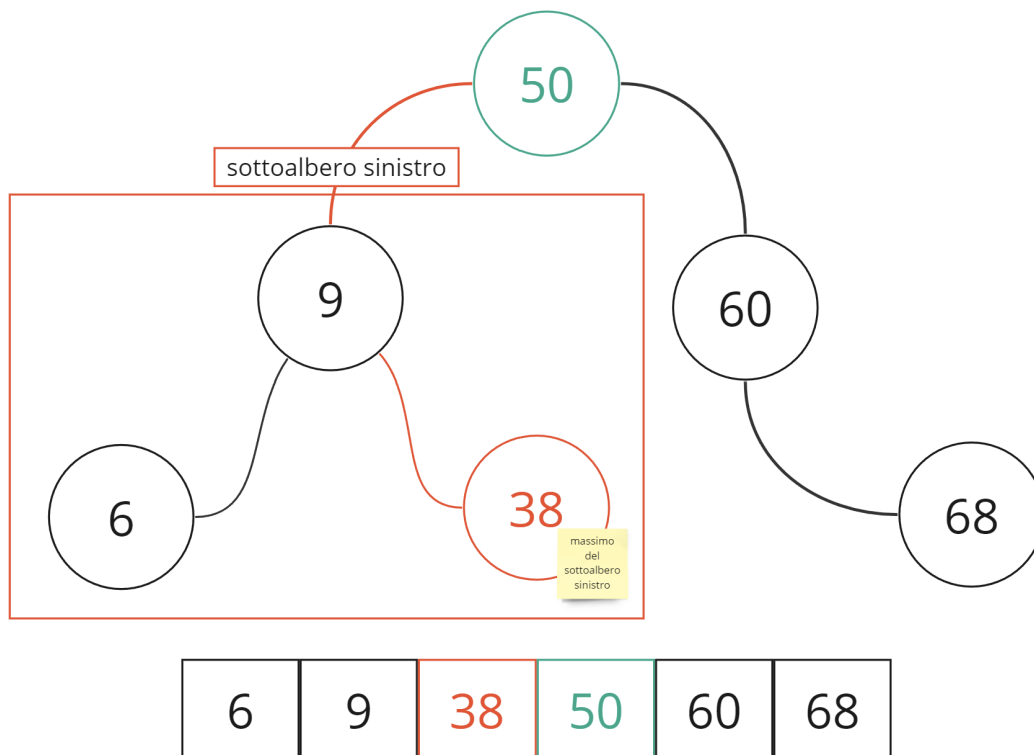 50
sottoalbero sinistro
9
60
6
38
68
massimo
del
sottoalbero
sinistro
6 9 38 50 60 68